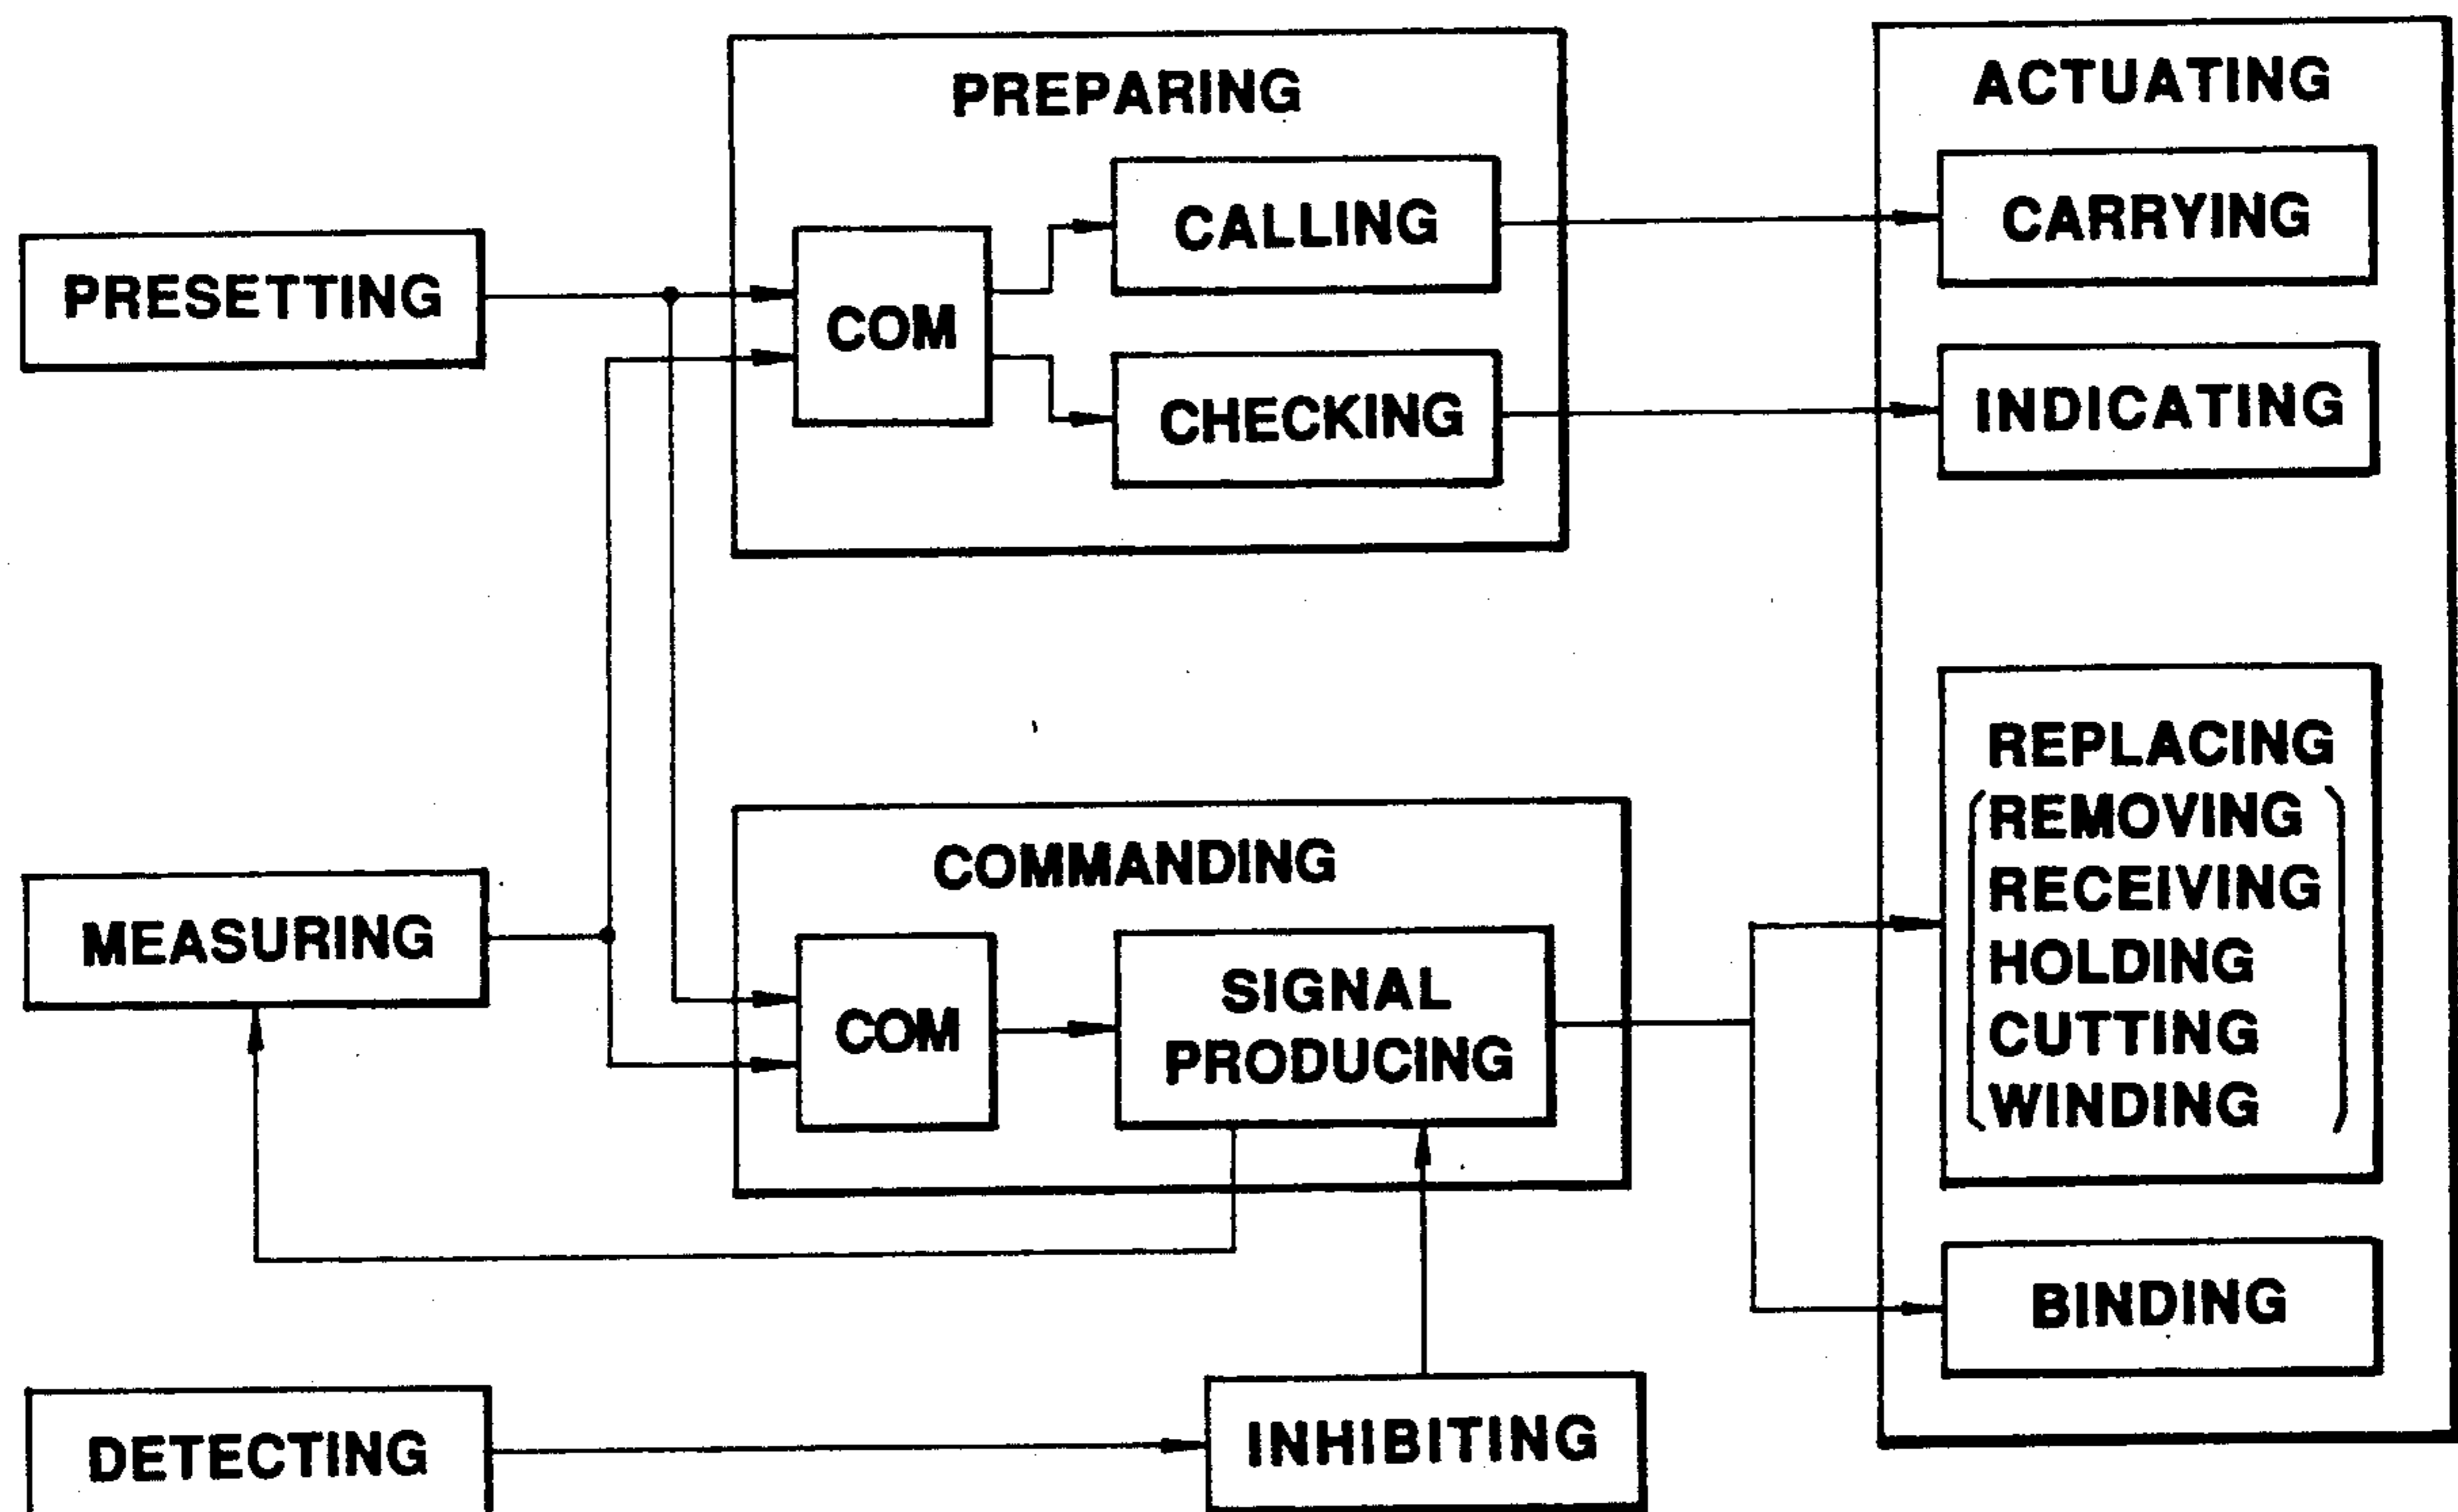 PREPARING
ACTUATING
CALLING
CARRYING
PRESETTING
COM
CHECKING
INDICATING
REPLACING
REMOVING
RECEIVING
HOLDING
CUTTING
WINDING
COMMANDING
MEASURING
COM
SIGNAL
PRODUCING
BINDING
DETECTING
INHIBITING